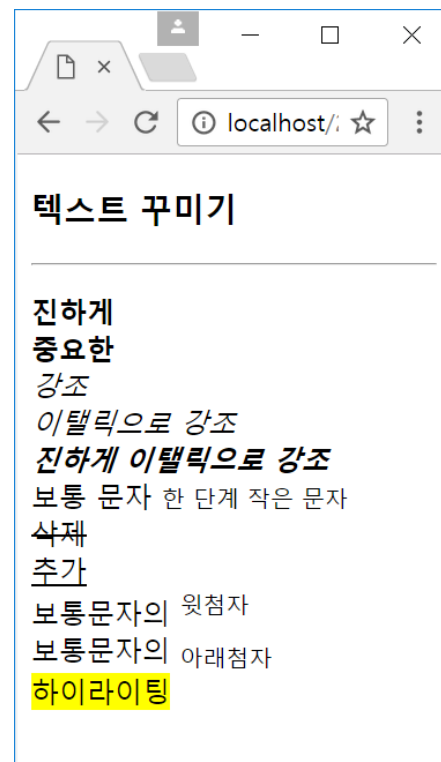 localhost/2
텍스트 꾸미기
진하게
중요한
강조
이탤릭으로 강조
진하게 이탤릭으로 강조
보통 문자 한 단계 작은 문자
삭제
추가
보통문자의 윗첨자
보통문자의 아래첨자
하이라이팅